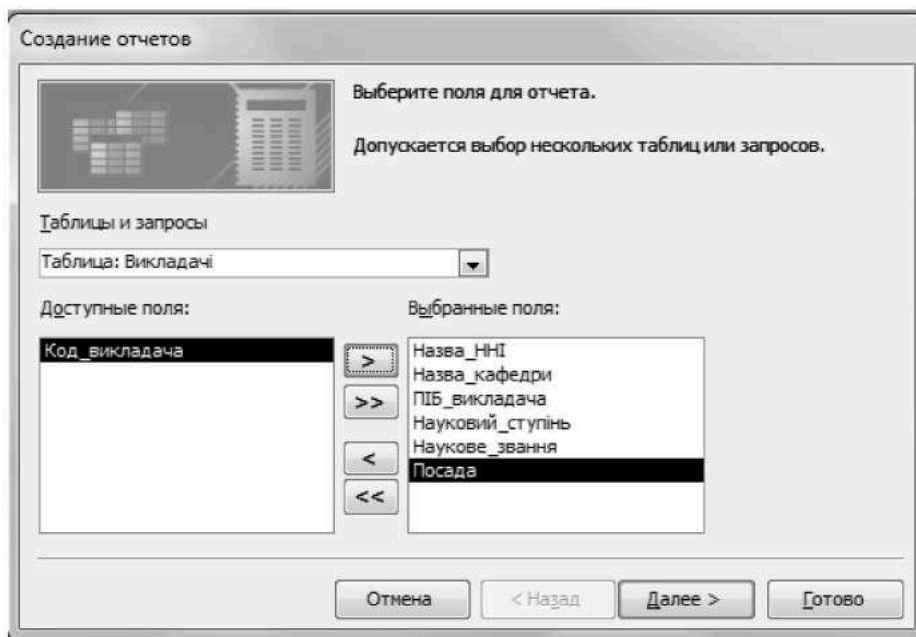 Создание отчетов
Выберите поля для отчета.
Допускается выбор нескольких таблиц или запросов.
Таблицы и запросы
Таблица: Викладачі
Доступные поля:
Выбранные поля:
Код_викладача
Назва_ННІ
Назва_кафедри
ПІБ_викладача
Науковий_ступінь
Наукове_звання
Посада
>
>>
<
<<
Отмена
< Назад
Далее >
Готово